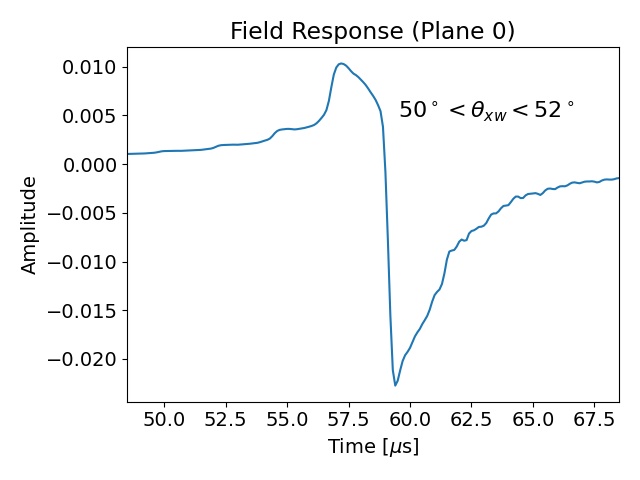 Field Response (Plane 0)
0.010
0.005
0.000
−0.005
−0.010
−0.015
−0.020
50° < θxw < 52°
Amplitude
50.0 52.5 55.0 57.5 60.0 62.5 65.0 67.5
Time [μs]